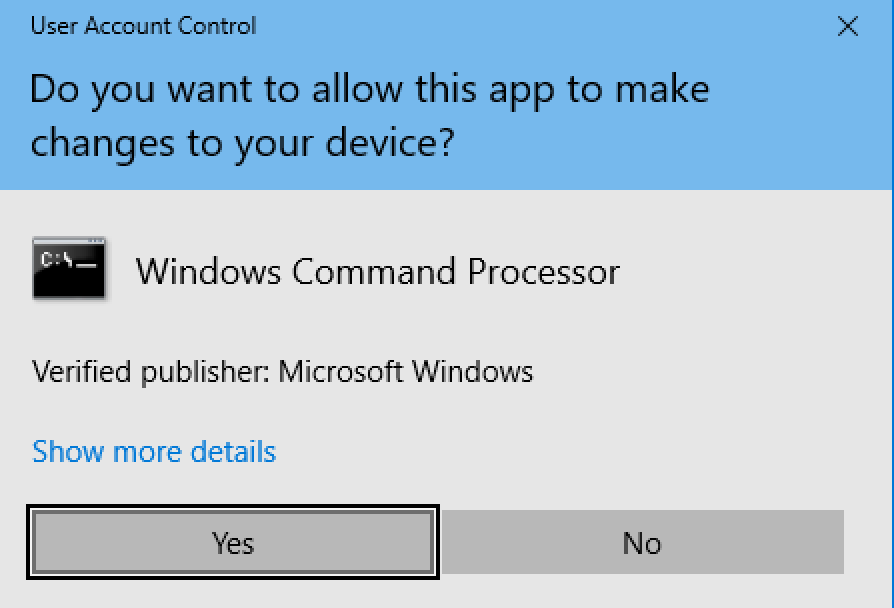 User Account Control
Do you want to allow this app to make
changes to your device?
C:\_
Windows Command Processor
Verified publisher: Microsoft Windows
Show more details
Yes
No